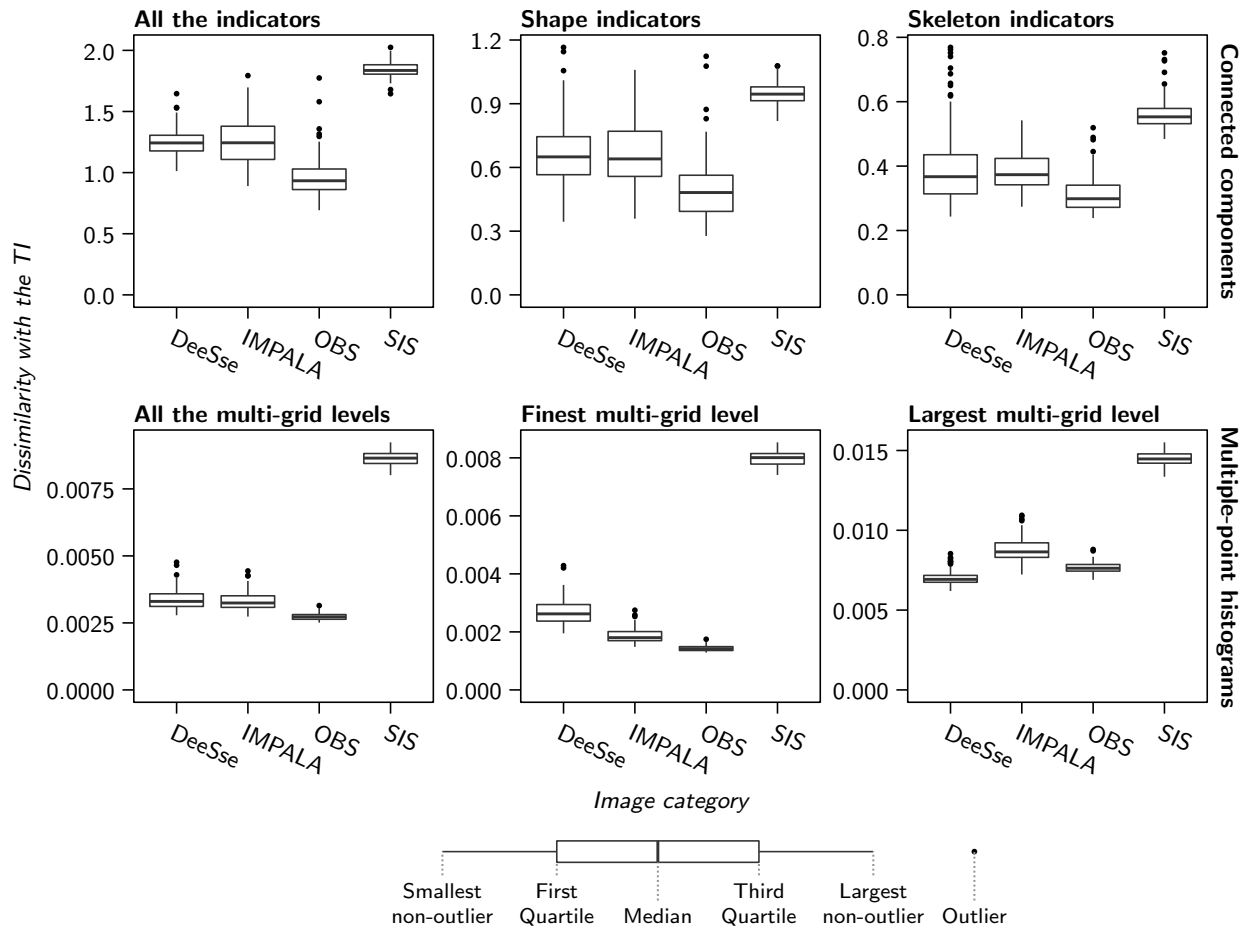 All the indicators
Shape indicators
Skeleton indicators
Connected components
Dissimilarity with the TI
2.0
1.5
1.0
0.5
0.0
1.2
0.9
0.6
0.3
0.0
0.8
0.6
0.4
0.2
0.0
DeeSse
IMPALA
OBS
SIS
DeeSse
IMPALA
OBS
SIS
DeeSse
IMPALA
OBS
SIS
All the multi-grid levels
Finest multi-grid level
Largest multi-grid level
Multiple-point histograms
0.0075
0.0050
0.0025
0.0000
0.008
0.006
0.004
0.002
0.000
0.015
0.010
0.005
0.000
DeeSse
IMPALA
OBS
SIS
DeeSse
IMPALA
OBS
SIS
DeeSse
IMPALA
OBS
SIS
Image category
Smallest
non-outlier
First
Quartile
Median
Third
Quartile
Largest
non-outlier
Outlier